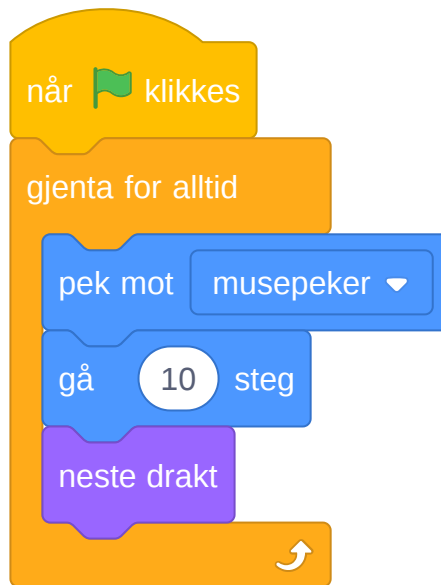 når klikkes
gjenta for alltid
pek mot musepeker
gå 10 steg
neste drakt